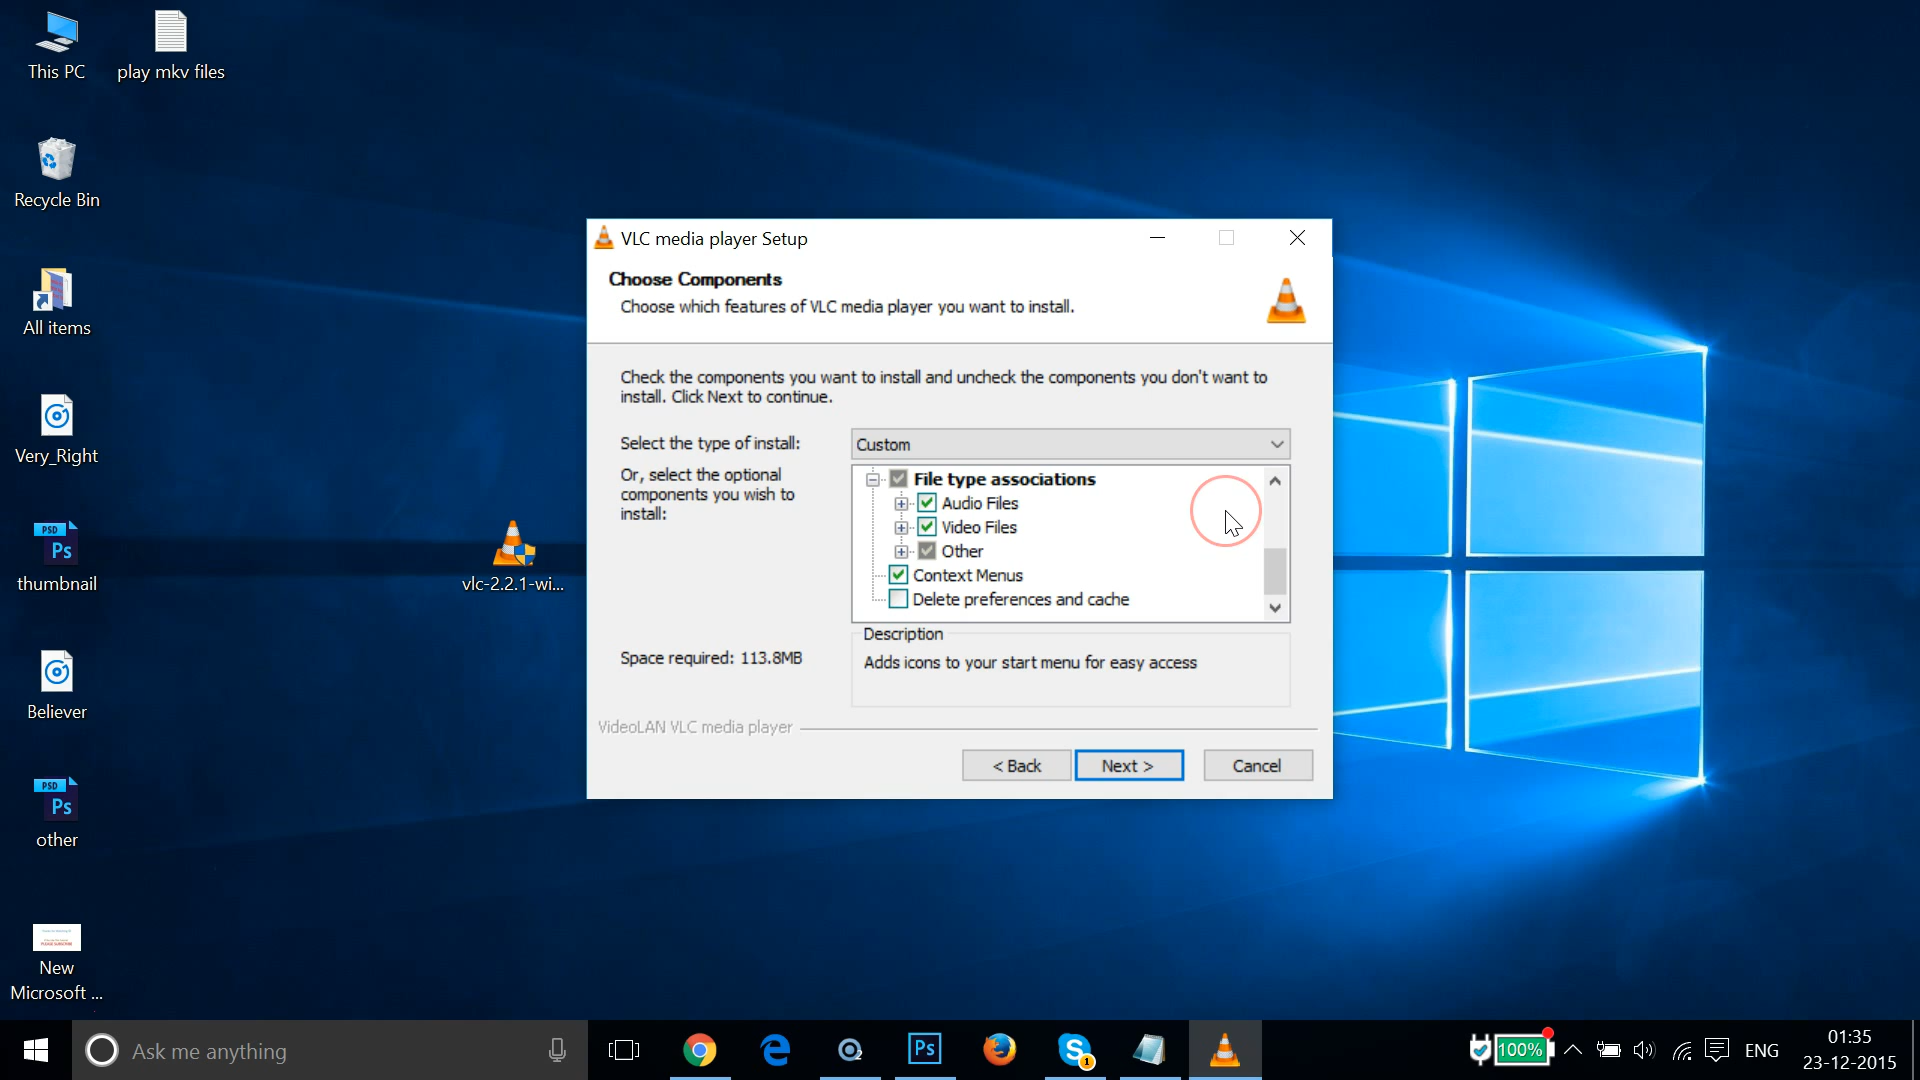 This PC
play mkv files
Recycle Bin
All items
Very_Right
PSD
Ps
thumbnail
Believer
PSD
Ps
other
New
Microsoft ...
vlc-2.2.1-wi...
VLC media player Setup
Choose Components
Choose which features of VLC media player you want to install.
Check the components you want to install and uncheck the components you don't want to
install. Click Next to continue.
Select the type of install:
Custom
Or, select the optional
components you wish to
install:
File type associations
Audio Files
Video Files
Other
Context Menus
Delete preferences and cache
Space required: 113.8MB
Description
Adds icons to your start menu for easy access
VideoLAN VLC media player
< Back
Next >
Cancel
Ask me anything
Ps
1
100%
ENG
01:35
23-12-2015